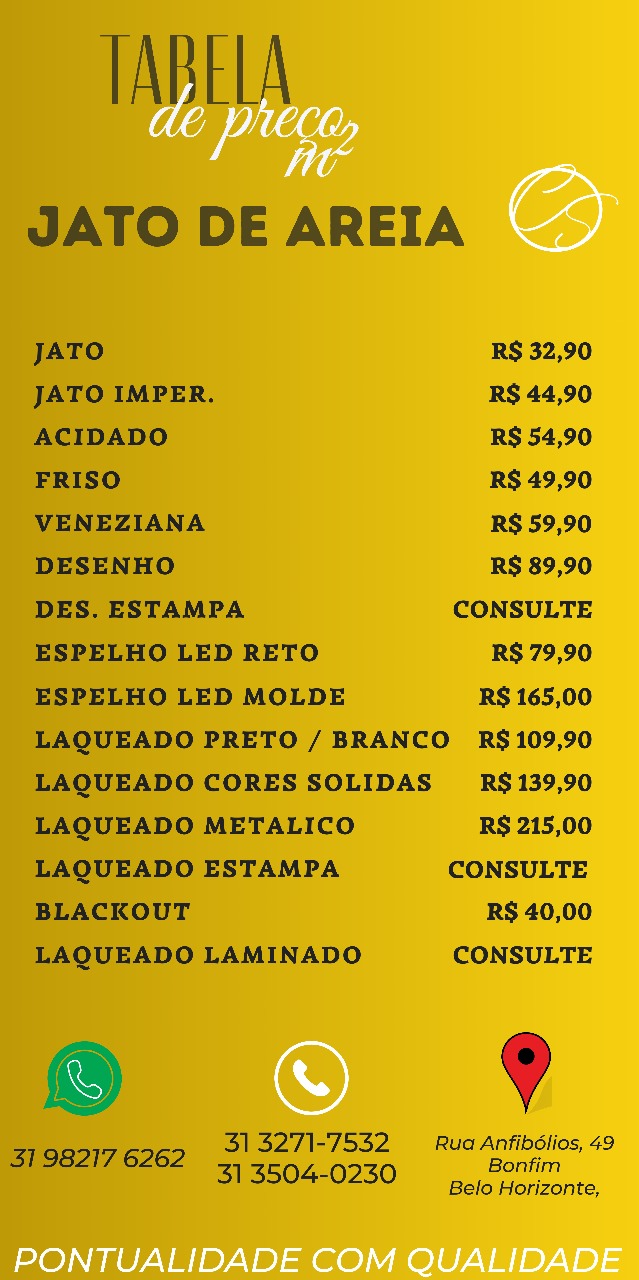 TABELA
de preço
m²
JATO DE AREIA
JATO R$ 32,90
JATO IMPER. R$ 44,90
ACIDADO R$ 54,90
FRISO R$ 49,90
VENEZIANA R$ 59,90
DESENHO R$ 89,90
DES. ESTAMPA CONSULTE
ESPELHO LED RETO R$ 79,90
ESPELHO LED MOLDE R$ 165,00
LAQUEADO PRETO / BRANCO R$ 109,90
LAQUEADO CORES SOLIDAS R$ 139,90
LAQUEADO METALICO R$ 215,00
LAQUEADO ESTAMPA CONSULTE
BLACKOUT R$ 40,00
LAQUEADO LAMINADO CONSULTE
31 98217 6262
31 3271-7532
31 3504-0230
Rua Anfibólios, 49
Bonfim
Belo Horizonte,
PONTUALIDADE COM QUALIDADE